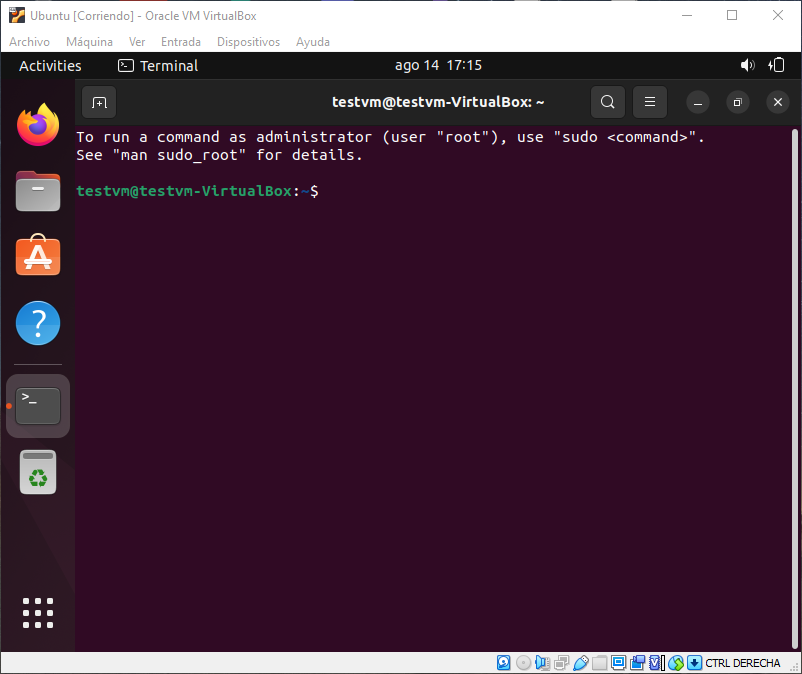 Ubuntu [Corriendo] - Oracle VM VirtualBox
Archivo Máquina Ver Entrada Dispositivos Ayuda
Activities Terminal ago 14 17:15
testvm@testvm-VirtualBox: ~
To run a command as administrator (user "root"), use "sudo <command>".
See "man sudo_root" for details.
testvm@testvm-VirtualBox:~$
CTRL DERECHA